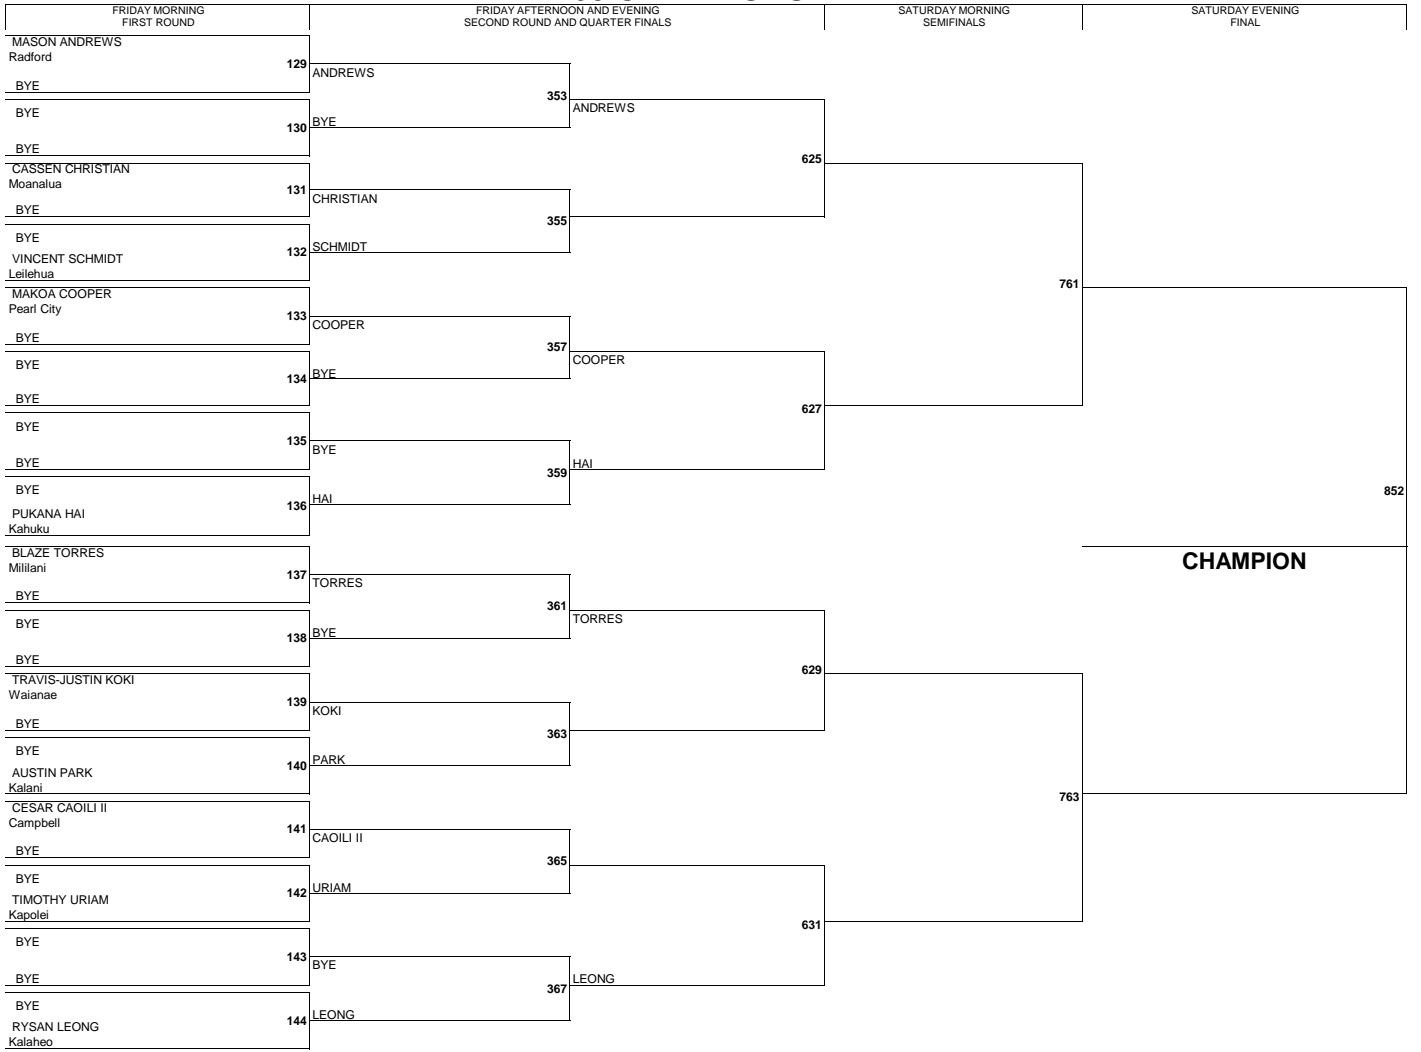 FRIDAY MORNING
FIRST ROUND
FRIDAY AFTERNOON AND EVENING
SECOND ROUND AND QUARTER FINALS
SATURDAY MORNING
SEMIFINALS
SATURDAY EVENING
FINAL
MASON ANDREWS
Radford
129
BYE
ANDREWS
353
BYE
130
BYE
BYE
ANDREWS
625
CASSEN CHRISTIAN
Moanalua
131
BYE
CHRISTIAN
355
BYE
132
SCHMIDT
VINCENT SCHMIDT
Leilehua
761
MAKOA COOPER
Pearl City
133
BYE
COOPER
357
BYE
134
BYE
BYE
COOPER
627
BYE
135
BYE
BYE
359
HAI
BYE
136
HAI
PUKANA HAI
Kahuku
852
CHAMPION
BLAZE TORRES
Mililani
137
BYE
TORRES
361
BYE
138
BYE
BYE
TORRES
629
TRAVIS-JUSTIN KOKI
Waianae
139
BYE
KOKI
363
BYE
140
PARK
AUSTIN PARK
Kalani
763
CESAR CAOILI II
Campbell
141
BYE
CAOILI II
365
BYE
142
URIAM
TIMOTHY URIAM
Kapolei
631
BYE
143
BYE
BYE
367
LEONG
BYE
144
LEONG
RYSAN LEONG
Kalaheo